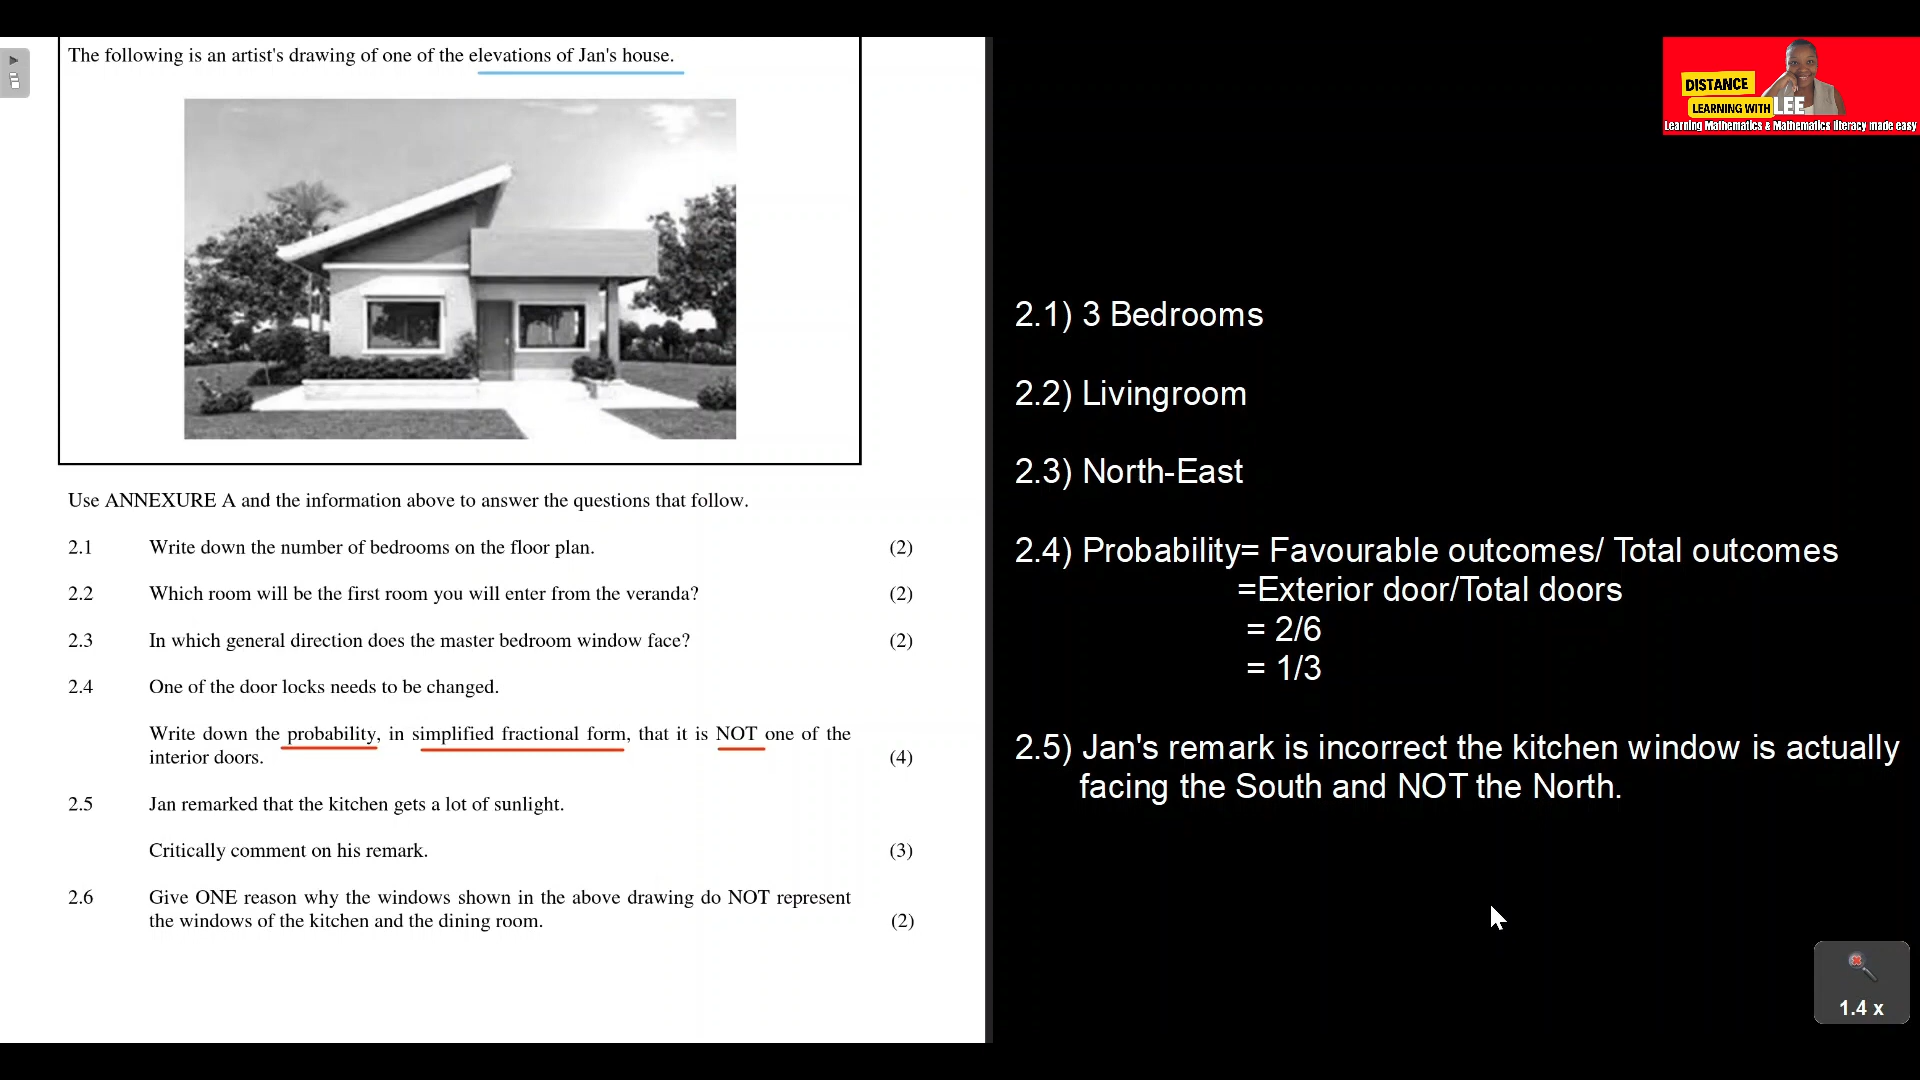 The following is an artist's drawing of one of the elevations of Jan's house.
Use ANNEXURE A and the information above to answer the questions that follow.
2.1 Write down the number of bedrooms on the floor plan. (2)
2.2 Which room will be the first room you will enter from the veranda? (2)
2.3 In which general direction does the master bedroom window face? (2)
2.4 One of the door locks needs to be changed.
Write down the probability, in simplified fractional form, that it is NOT one of the
interior doors. (4)
2.5 Jan remarked that the kitchen gets a lot of sunlight.
Critically comment on his remark. (3)
2.6 Give ONE reason why the windows shown in the above drawing do NOT represent
the windows of the kitchen and the dining room. (2)
DISTANCE
LEARNING WITH LEE
Learning Mathematics & Mathematics literacy made easy
2.1) 3 Bedrooms
2.2) Livingroom
2.3) North-East
2.4) Probability= Favourable outcomes/ Total outcomes
=Exterior door/Total doors
= 2/6
= 1/3
2.5) Jan's remark is incorrect the kitchen window is actually
facing the South and NOT the North.
1.4 x